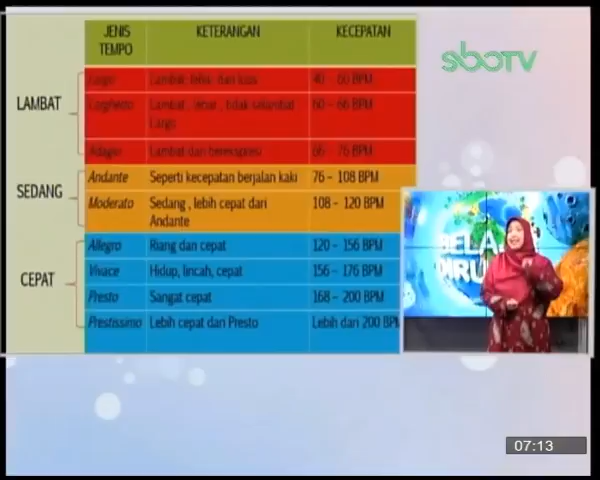 sboTV
JENIS TEMPO KETERANGAN KECEPATAN
LAMBAT
Largo Lambat, lebar, dan luas 40 - 60 BPM
Larghetto Lambat, lebar, tidak selambat Largo 60 – 66 BPM
Adagio Lambat dan berekspresi 66 - 76 BPM
SEDANG
Andante Seperti kecepatan berjalan kaki 76 – 108 BPM
Moderato Sedang , lebih cepat dari Andante 108 – 120 BPM
CEPAT
Allegro Riang dan cepat 120 – 156 BPM
Vivace Hidup, lincah, cepat 156 – 176 BPM
Presto Sangat cepat 168 – 200 BPM
Prestissimo Lebih cepat dari Presto Lebih dari 200 BPM
BELA
DIRU
07:13